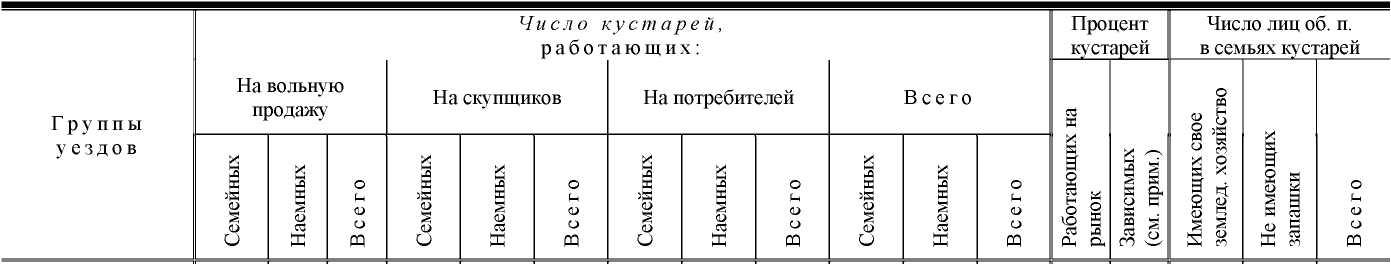 Группы
уездов
Число кустарей,
работающих:
Процент
кустарей
Число лиц об. п.
в семьях кустарей
На вольную
продажу
На скупщиков
На потребителей
Всего
Семейных
Наемных
Всего
Семейных
Наемных
Всего
Семейных
Наемных
Всего
Семейных
Наемных
Всего
Работающих на
рынок
Зависимых
(см. прим.)
Имеющих свое
землед. хозяйство
Не имеющих
запашки
Всего